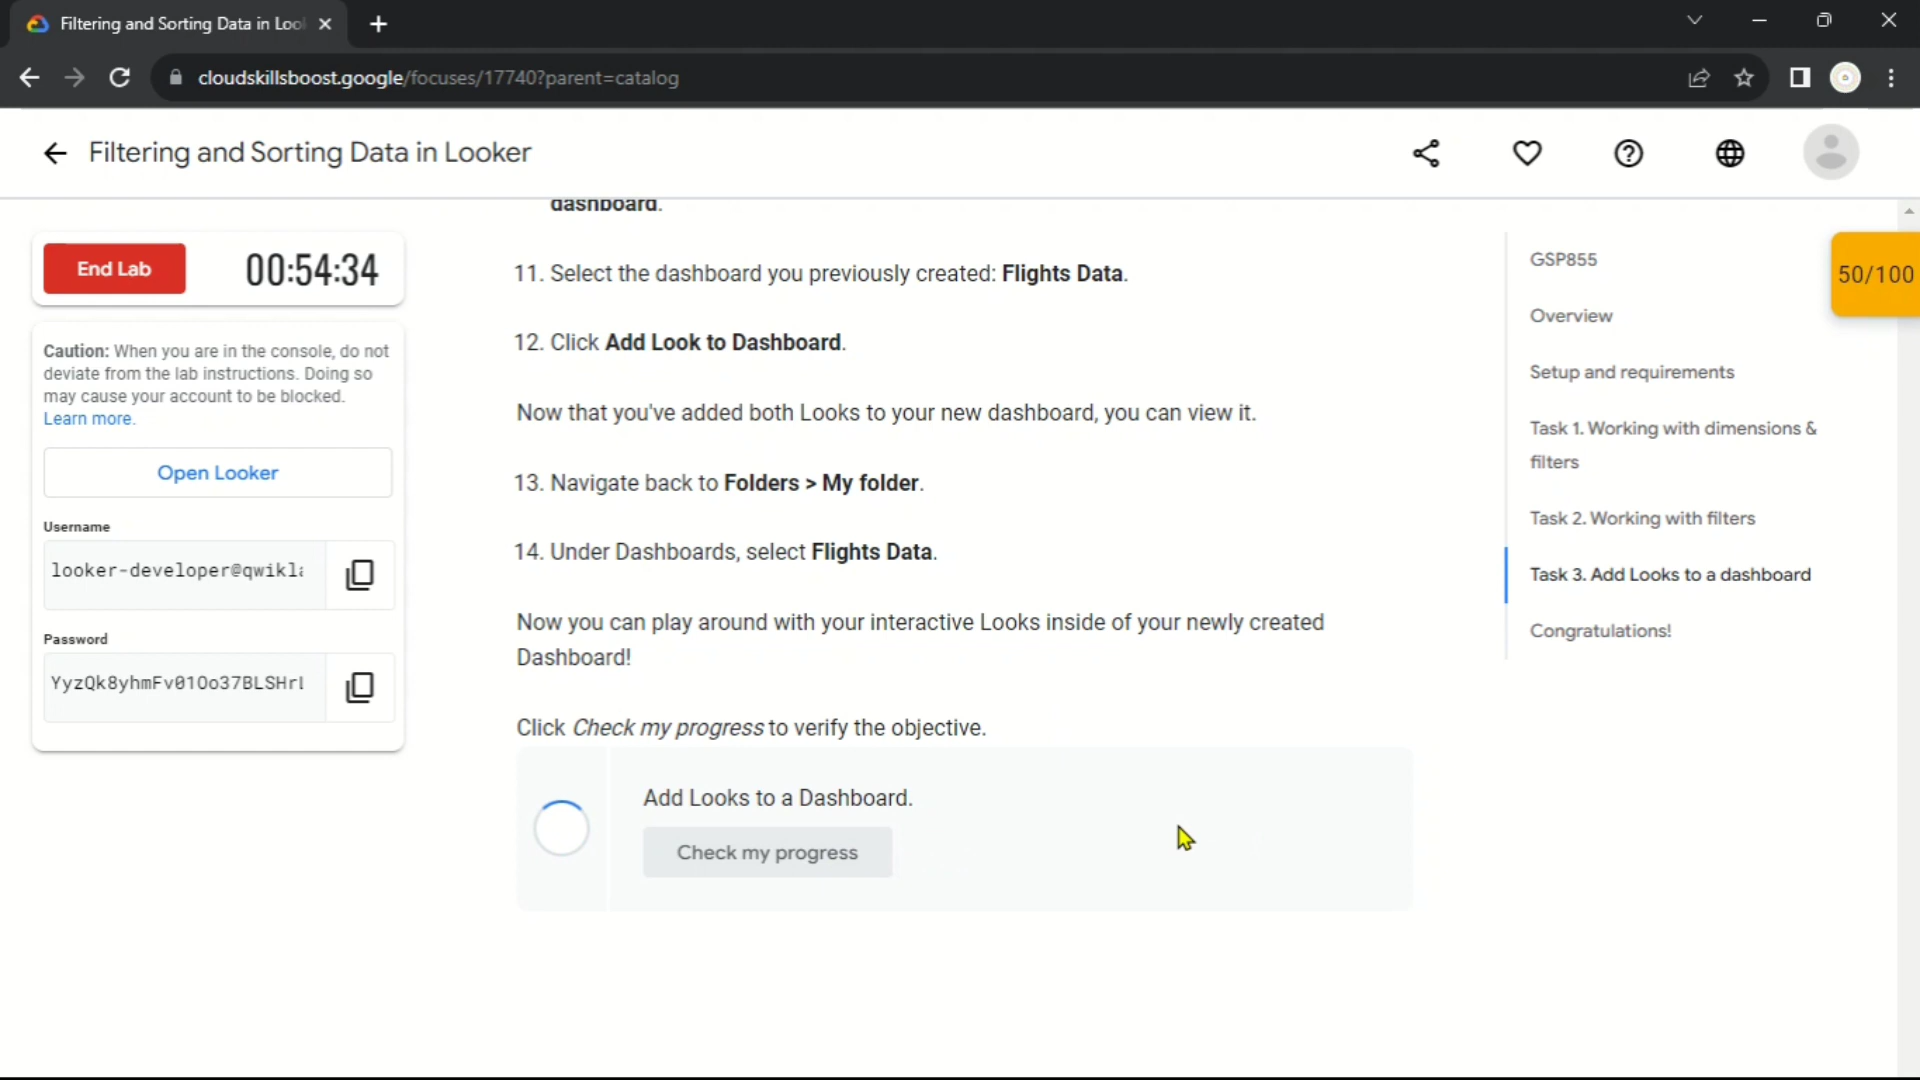 Filtering and Sorting Data in Loo
cloudskillsboost.google/focuses/17740?parent=catalog
Filtering and Sorting Data in Looker
End Lab
00:54:34
Caution: When you are in the console, do not
deviate from the lab instructions. Doing so
may cause your account to be blocked.
Learn more.
Open Looker
Username
looker-developer@qwikl
Password
YyzQk8yhmFv01Oo37BLSHrL
dashboard.
11. Select the dashboard you previously created: Flights Data.
12. Click Add Look to Dashboard.
Now that you've added both Looks to your new dashboard, you can view it.
13. Navigate back to Folders > My folder.
14. Under Dashboards, select Flights Data.
Now you can play around with your interactive Looks inside of your newly created
Dashboard!
Click Check my progress to verify the objective.
Add Looks to a Dashboard.
Check my progress
GSP855
Overview
Setup and requirements
Task 1. Working with dimensions &
filters
Task 2. Working with filters
Task 3. Add Looks to a dashboard
Congratulations!
50/100